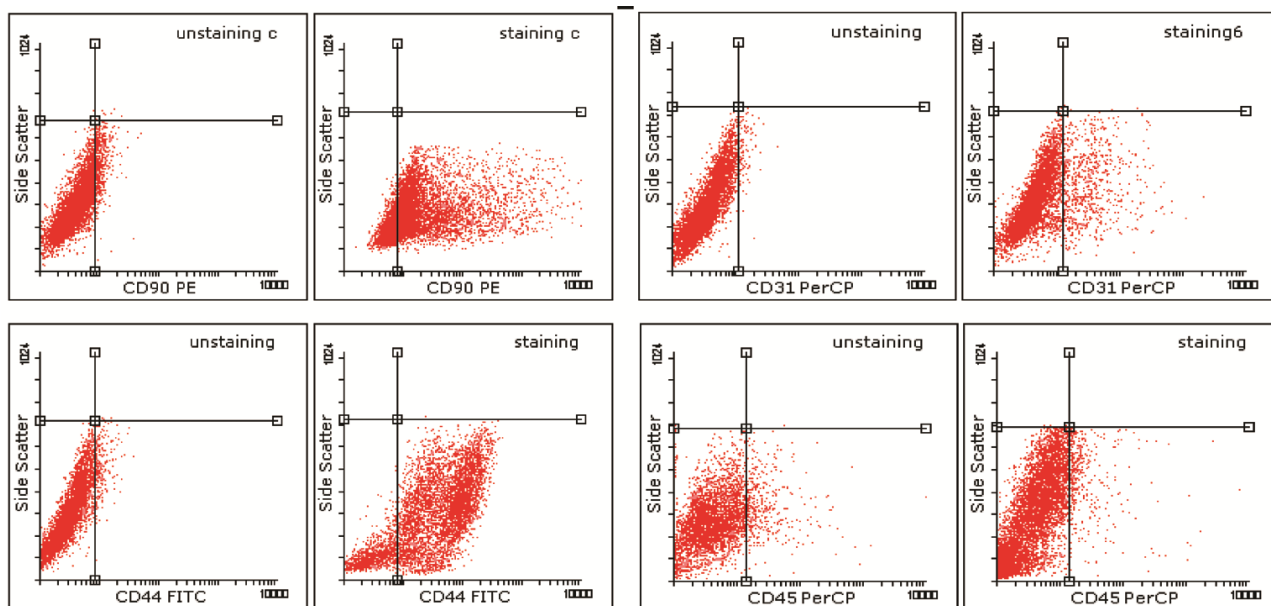 unstaining c
1024
Side Scatter
CD90 PE
10000
staining c
1024
Side Scatter
CD90 PE
10000
unstaining
1024
Side Scatter
CD31 PerCP
10000
staining6
1024
Side Scatter
CD31 PerCP
10000
unstaining
1024
Side Scatter
CD44 FITC
10000
staining
1024
Side Scatter
CD44 FITC
10000
unstaining
1024
Side Scatter
CD45 PerCP
10000
staining
1024
Side Scatter
CD45 PerCP
10000